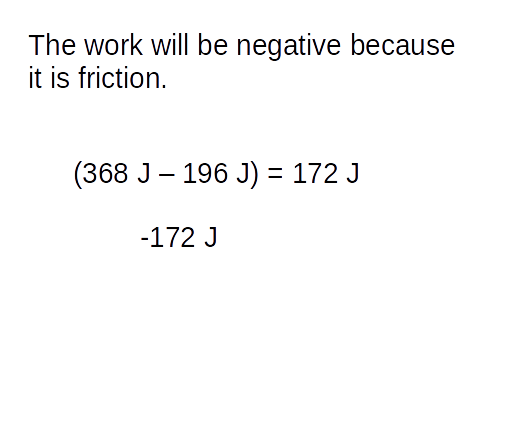 The work will be negative because
it is friction.
(368 J – 196 J) = 172 J
-172 J